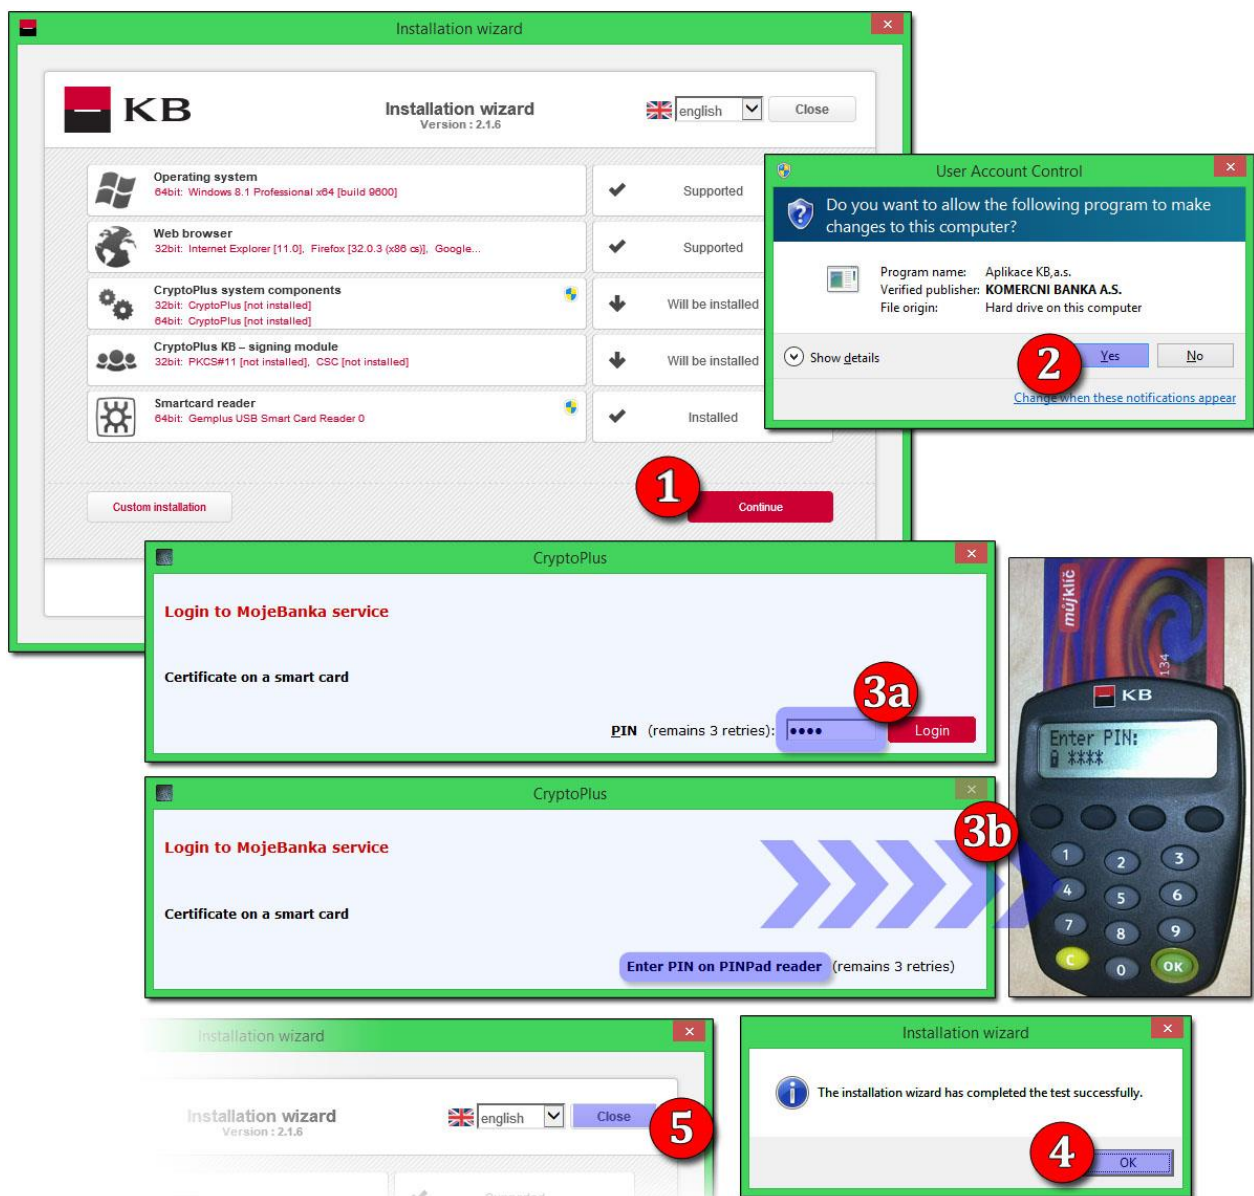 Installation wizard
KB
Installation wizard
Version : 2.1.6
english
Close
Operating system
64bit: Windows 8.1 Professional x64 [build 9600]
Supported
Web browser
32bit: Internet Explorer [11.0], Firefox [32.0.3 (x86 cs)], Google...
Supported
CryptoPlus system components
32bit: CryptoPlus [not installed]
64bit: CryptoPlus [not installed]
Will be installed
CryptoPlus KB – signing module
32bit: PKCS#11 [not installed], CSC [not installed]
Will be installed
Smartcard reader
64bit: Gemplus USB Smart Card Reader 0
Installed
Custom installation
1
Continue
User Account Control
Do you want to allow the following program to make
changes to this computer?
Program name: Aplikace KB,a.s.
Verified publisher: KOMERCNI BANKA A.S.
File origin: Hard drive on this computer
Show details
2
Yes
No
Change when these notifications appear
CryptoPlus
Login to MojeBanka service
Certificate on a smart card
3a
PIN (remains 3 retries): ••••
Login
CryptoPlus
3b
Login to MojeBanka service
Certificate on a smart card
Enter PIN on PINPad reader (remains 3 retries)
můjklíč
134
KB
Enter PIN:
****
1 2 3
4 5 6
7 8 9
C 0 OK
Installation wizard
The installation wizard has completed the test successfully.
4
OK
Installation wizard
Installation wizard
Version : 2.1.6
english
Close
5
Supported